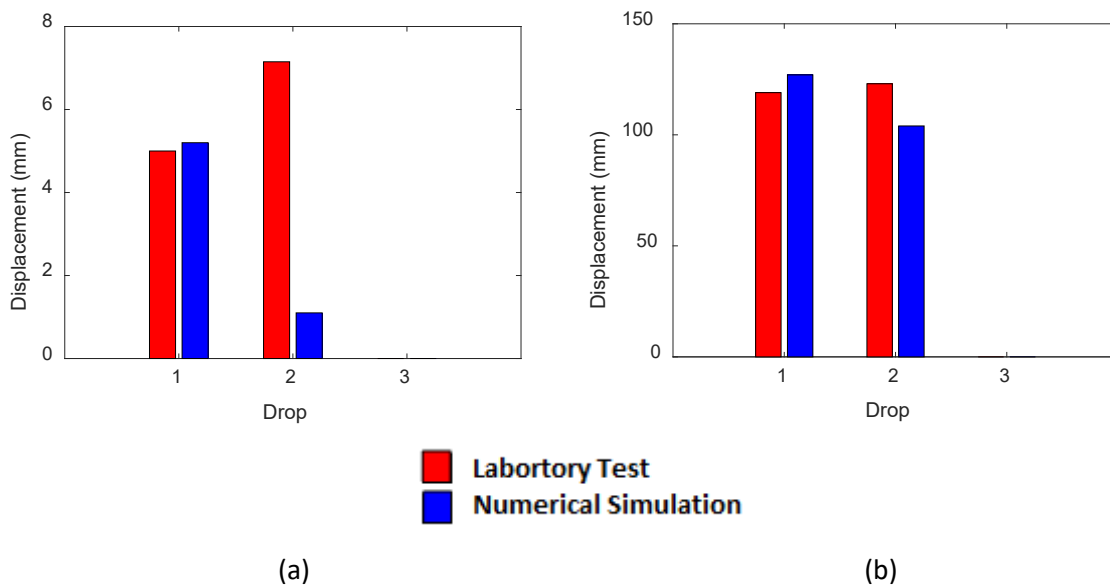 8
6
4
2
0
Displacement (mm)
1 2 3
Drop
150
100
50
0
Displacement (mm)
1 2 3
Drop
Labortory Test
Numerical Simulation
(a) (b)